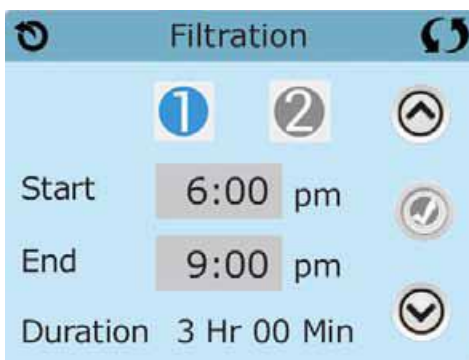 Filtration
1 2
Start 6:00 pm
End 9:00 pm
Duration 3 Hr 00 Min